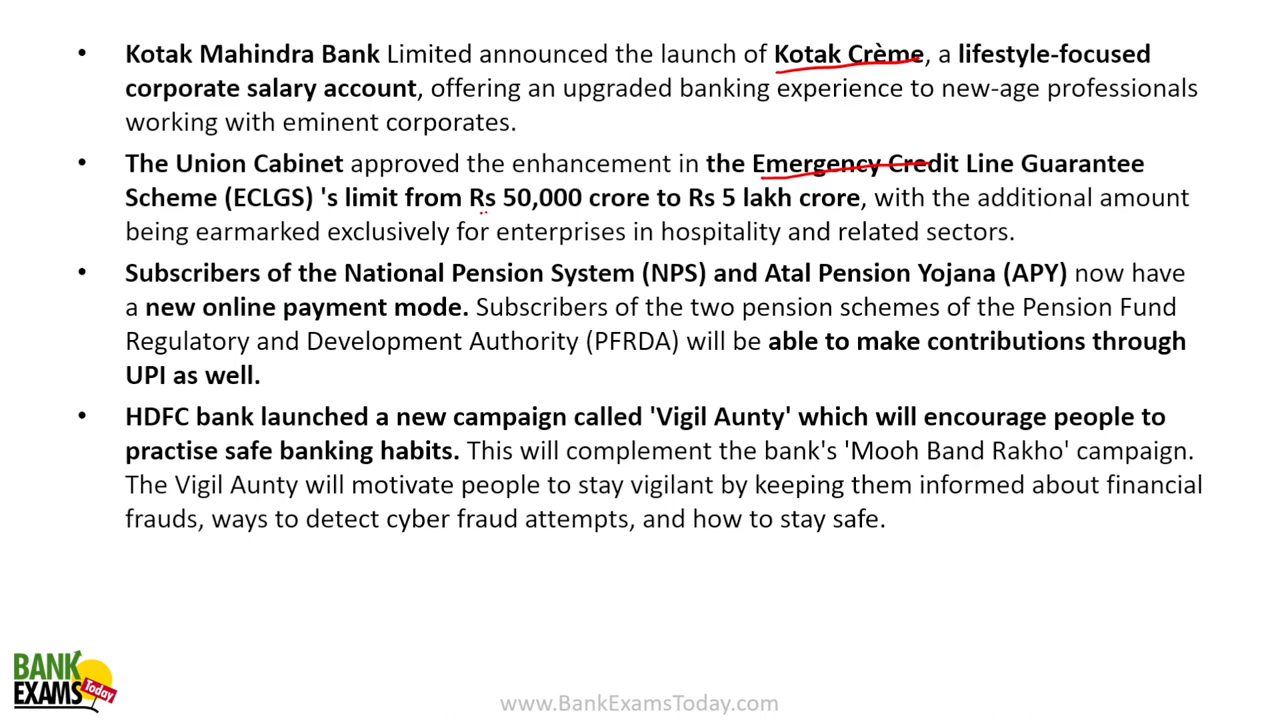 • Kotak Mahindra Bank Limited announced the launch of Kotak Crème, a lifestyle-focused
corporate salary account, offering an upgraded banking experience to new-age professionals
working with eminent corporates.
• The Union Cabinet approved the enhancement in the Emergency Credit Line Guarantee
Scheme (ECLGS) 's limit from Rs 50,000 crore to Rs 5 lakh crore, with the additional amount
being earmarked exclusively for enterprises in hospitality and related sectors.
• Subscribers of the National Pension System (NPS) and Atal Pension Yojana (APY) now have
a new online payment mode. Subscribers of the two pension schemes of the Pension Fund
Regulatory and Development Authority (PFRDA) will be able to make contributions through
UPI as well.
• HDFC bank launched a new campaign called 'Vigil Aunty' which will encourage people to
practise safe banking habits. This will complement the bank's 'Mooh Band Rakho' campaign.
The Vigil Aunty will motivate people to stay vigilant by keeping them informed about financial
frauds, ways to detect cyber fraud attempts, and how to stay safe.
BANK
EXAMS Today
www.BankExamsToday.com